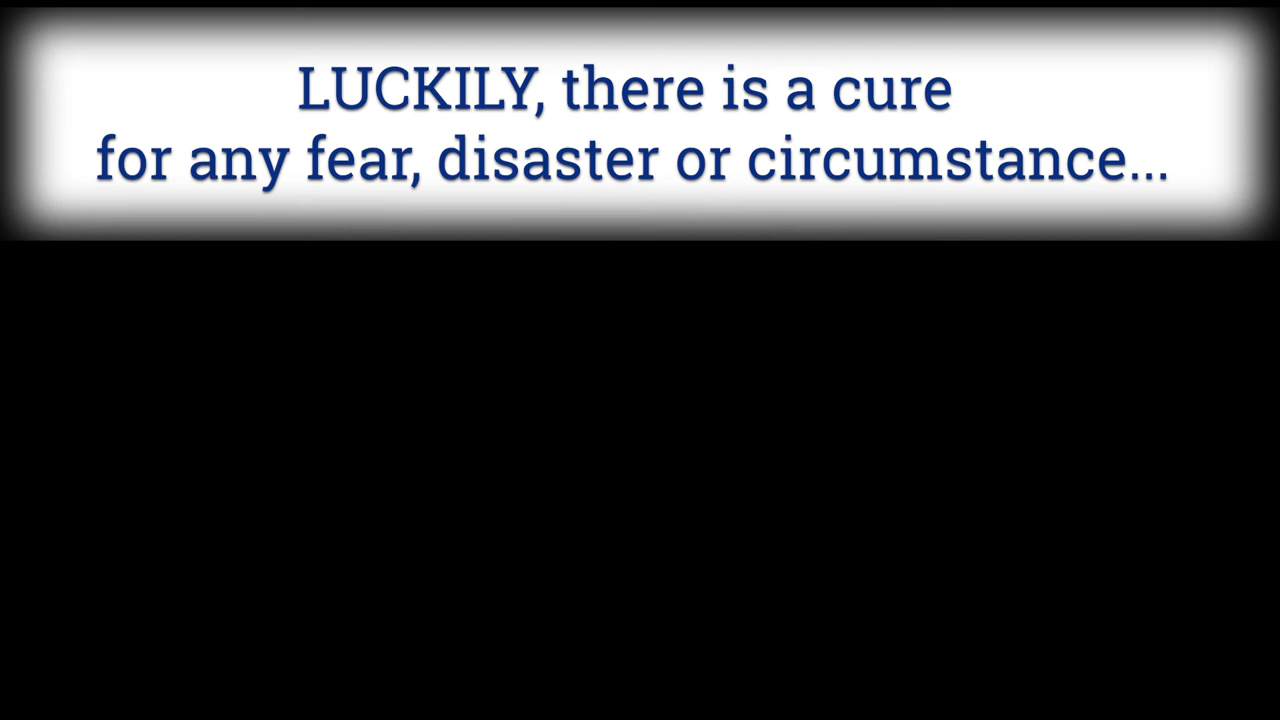 LUCKILY, there is a cure
for any fear, disaster or circumstance...